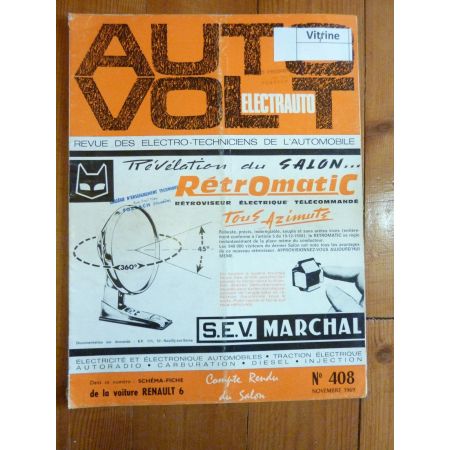 Vitrine
AUTO
VOLT
ELECTRAUTO
REVUE DES ELECTRO-TECHNICIENS DE L'AUTOMOBILE
Révélation du SALON...
RétrOmatiC
RÉTROVISEUR ÉLECTRIQUE TÉLÉCOMMANDÉ
Tous Azimuts
45°
360°
S.E.V. MARCHAL
ELECTRICITÉ ET ÉLECTRONIQUE AUTOMOBILES • TRACTION ÉLECTRIQUE
AUTORADIO • CARBURATION • DIESEL • INJECTION
Dans ce numéro : SCHÉMA-FICHE
de la voiture RENAULT 6
Compte Rendu
du Salon
N° 408
NOVEMBRE 1969